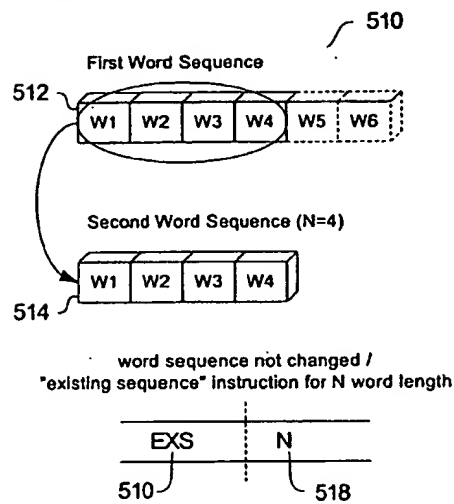 510
First Word Sequence
512
W1 W2 W3 W4 W5 W6
Second Word Sequence (N=4)
W1 W2 W3 W4
514
word sequence not changed /
"existing sequence" instruction for N word length
EXS N
510 518